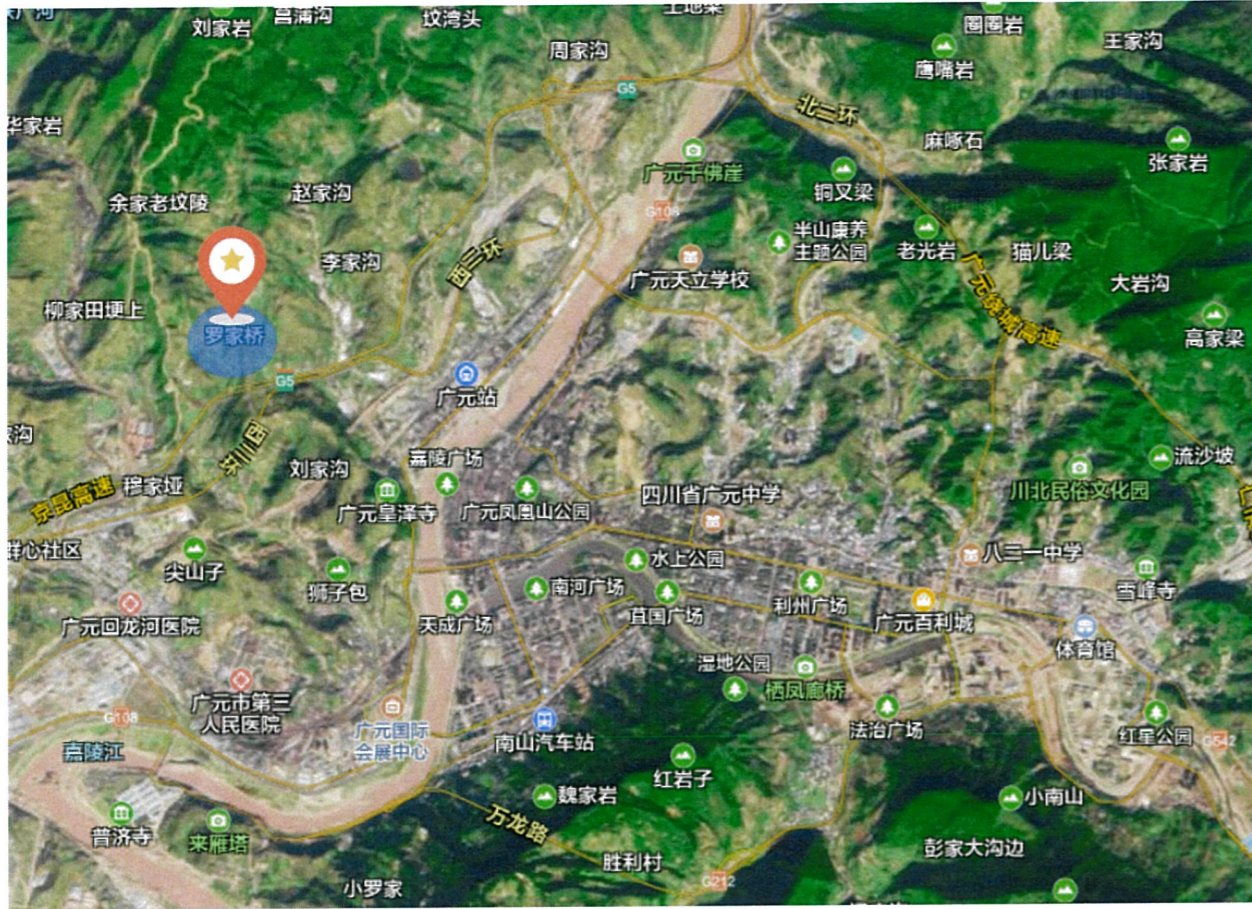 刘家岩
菖蒲沟
坟湾头
周家沟
圈圈岩
鹰嘴岩
王家沟
G5
北二环
华家岩
麻啄石
张家岩
广元千佛崖
铜叉梁
余家老坟陵
赵家沟
G108
半山康养
主题公园
老光岩
猫儿梁
李家沟
西二环
广元天立学校
广元绕城高速
大岩沟
柳家田埂上
罗家桥
高家梁
G5
广元站
西二环
嘉陵广场
流沙坡
刘家沟
京昆高速
穆家垭
广元皇泽寺
广元凤凰山公园
四川省广元中学
川北民俗文化园
群心社区
尖山子
狮子包
水上公园
八三一中学
南河广场
苴国广场
利州广场
广元百利城
雪峰寺
广元回龙河医院
天成广场
体育馆
湿地公园
栖凤廊桥
广元市第三
人民医院
G108
广元国际
会展中心
南山汽车站
法治广场
红星公园
G542
嘉陵江
红岩子
魏家岩
小南山
普济寺
来雁塔
万龙路
胜利村
彭家大沟边
G212
小罗家